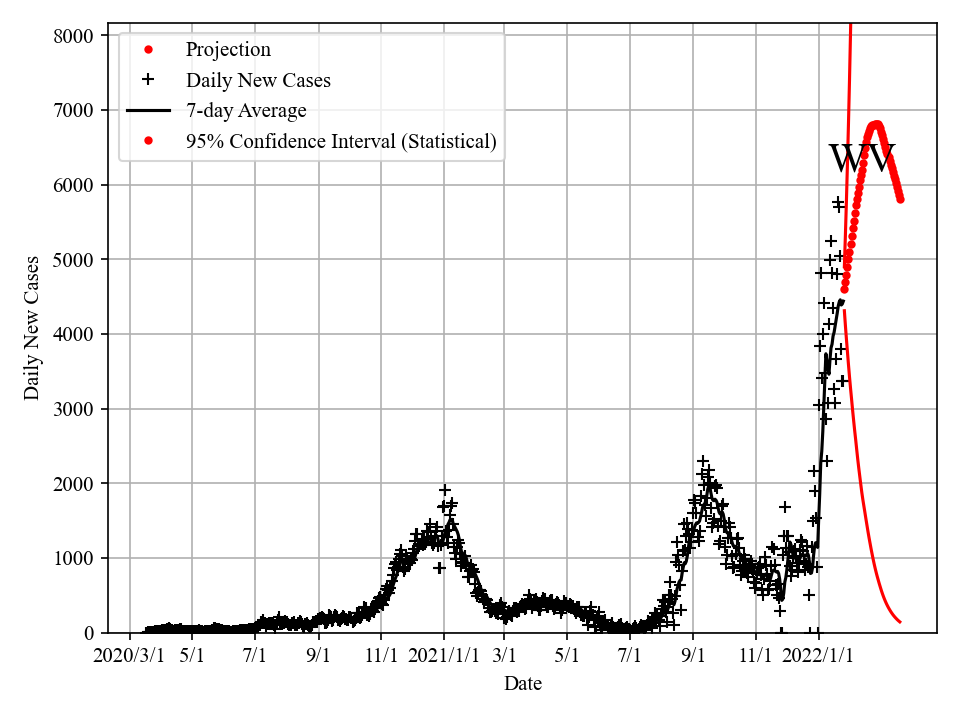 8000
7000
6000
5000
4000
3000
2000
1000
0
Daily New Cases
Projection
Daily New Cases
7-day Average
95% Confidence Interval (Statistical)
WV
2020/3/1 5/1 7/1 9/1 11/1 2021/1/1 3/1 5/1 7/1 9/1 11/1 2022/1/1
Date